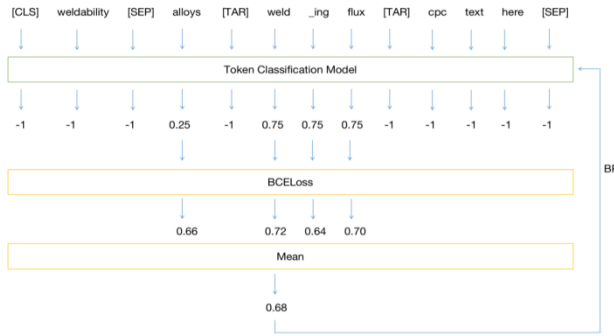 [CLS] weldability [SEP] alloys [TAR] weld _ing flux [TAR] cpc text here [SEP]
Token Classification Model
-1 -1 -1 0.25 -1 0.75 0.75 0.75 -1 -1 -1 -1 -1
BCELoss
0.66 0.72 0.64 0.70
Mean
0.68